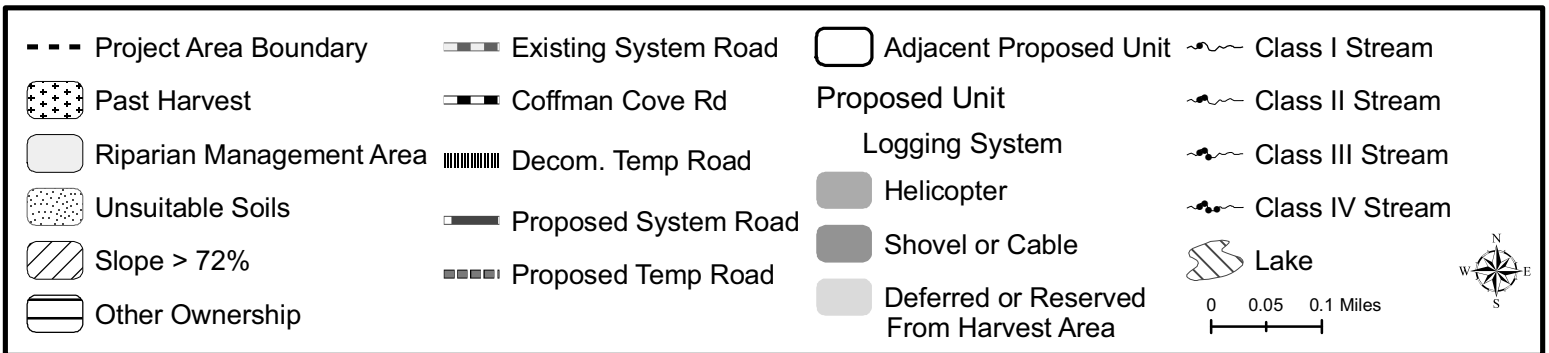 Project Area Boundary
Past Harvest
Riparian Management Area
Unsuitable Soils
Slope > 72%
Other Ownership
Existing System Road
Coffman Cove Rd
Decom. Temp Road
Proposed System Road
Proposed Temp Road
Adjacent Proposed Unit
Proposed Unit
Logging System
Helicopter
Shovel or Cable
Deferred or Reserved
From Harvest Area
Class I Stream
Class II Stream
Class III Stream
Class IV Stream
Lake
0 0.05 0.1 Miles
N
W E
S